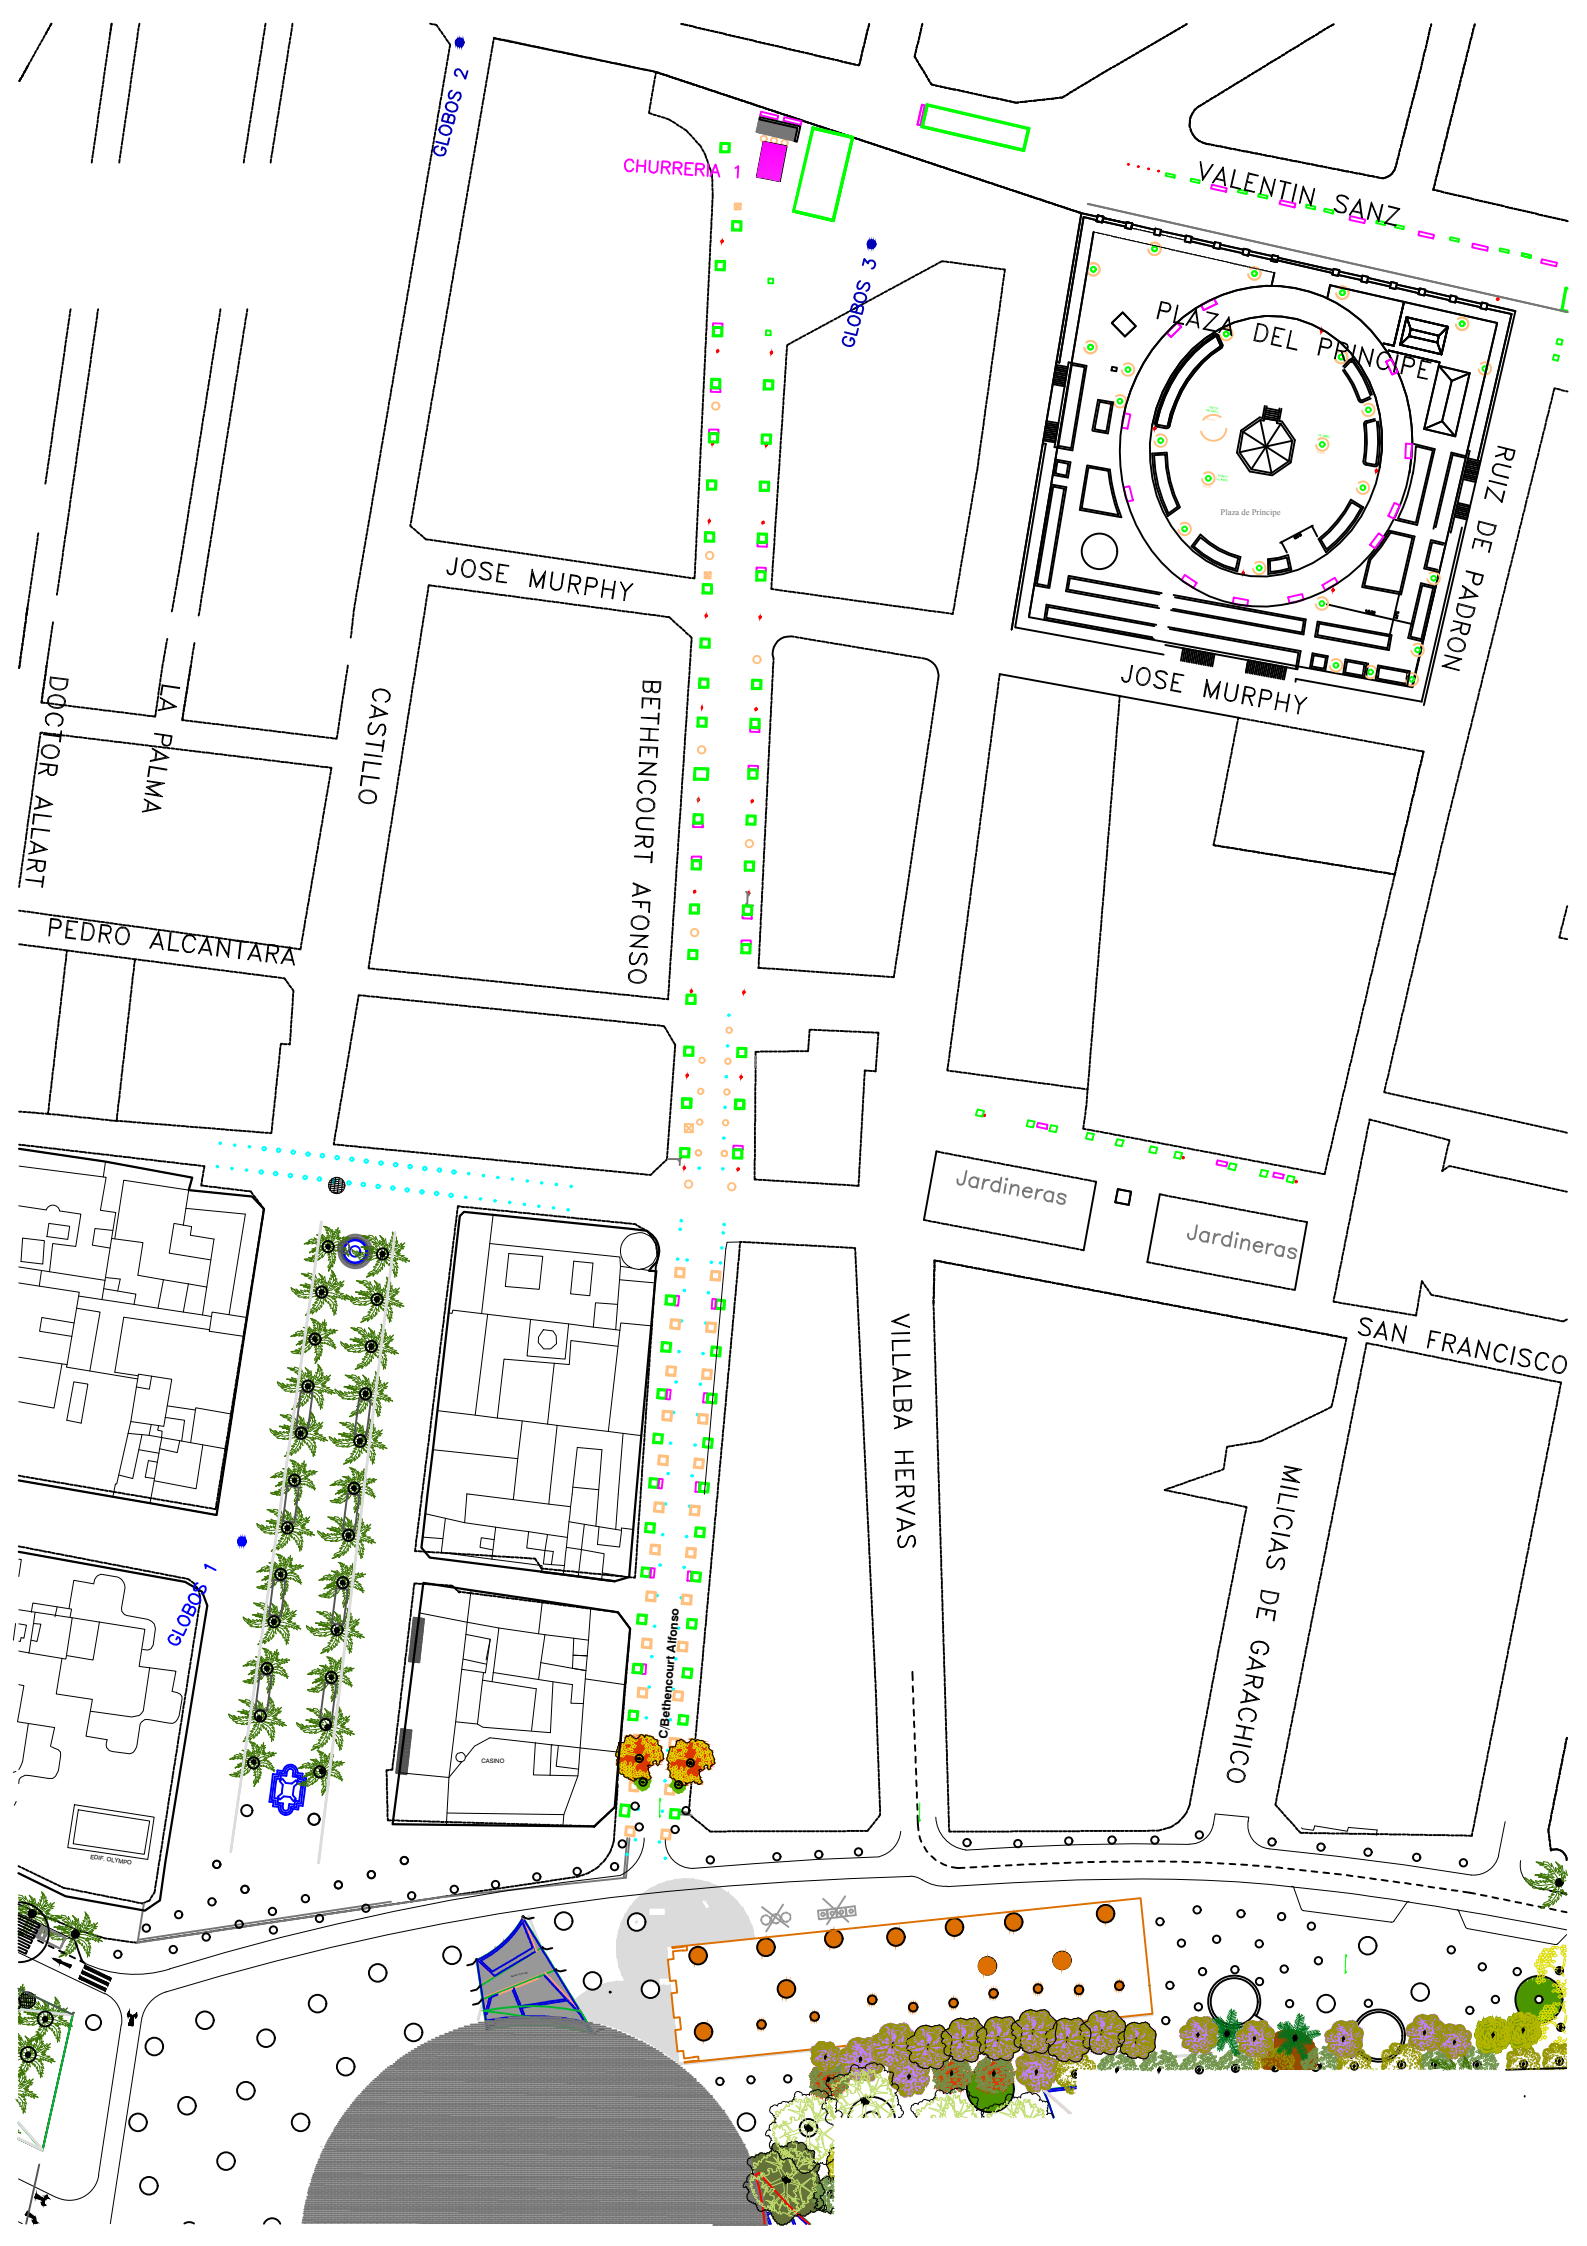 GLOBOS 2
CHURRERIA 1
VALENTIN SANZ
GLOBOS 3
PLAZA DEL PRINCIPE
Plaza de Principe
RUIZ DE PADRON
JOSE MURPHY
JOSE MURPHY
DOCTOR ALLART
LA PALMA
CASTILLO
BETHENCOURT AFONSO
PEDRO ALCANTARA
Jardineras
Jardineras
SAN FRANCISCO
VILLALBA HERVAS
MILICIAS DE GARACHICO
GLOBOS 1
C/Bethencourt Alfonso
CASINO
EDIF. OLYMPO